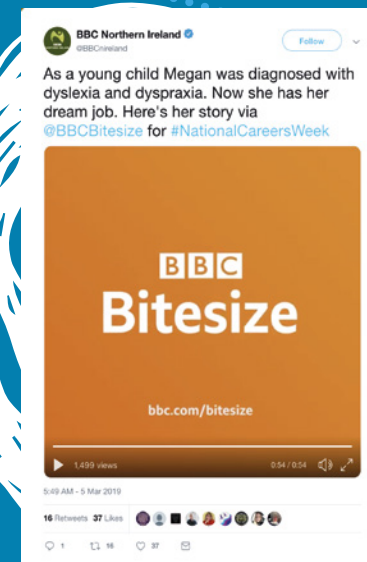 BBC Northern Ireland
@BBCnireland
Follow
As a young child Megan was diagnosed with
dyslexia and dyspraxia. Now she has her
dream job. Here's her story via
@BBCBitesize for #NationalCareersWeek
BBC
Bitesize
bbc.com/bitesize
1,499 views
0:54 / 0:54
5:49 AM - 5 Mar 2019
16 Retweets 37 Likes
1 16 37